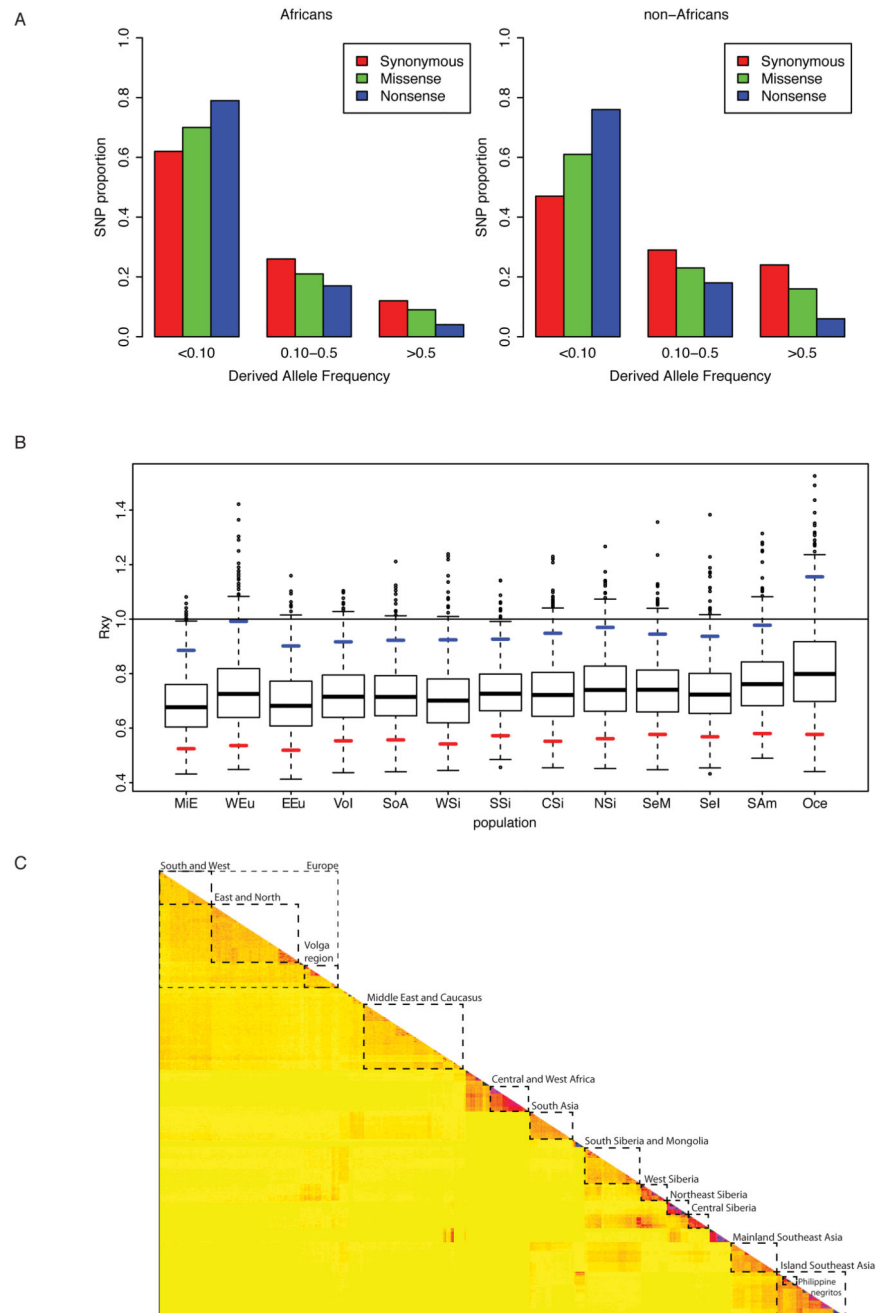 A
Africans
non−Africans
Synonymous
Missense
Nonsense
Synonymous
Missense
Nonsense
SNP proportion
0.0
0.2
0.4
0.6
0.8
1.0
SNP proportion
0.0
0.2
0.4
0.6
0.8
1.0
<0.10
0.10−0.5
>0.5
<0.10
0.10−0.5
>0.5
Derived Allele Frequency
Derived Allele Frequency
B
Rxy
0.4
0.6
0.8
1.0
1.2
1.4
MiE
WEu
EEu
Vol
SoA
WSi
SSi
CSi
NSi
SeM
SeI
SAm
Oce
population
C
South and West
Europe
East and North
Volga
region
Middle East and Caucasus
Central and West Africa
South Asia
South Siberia and Mongolia
West Siberia
Northeast Siberia
Central Siberia
Mainland Southeast Asia
Island Southeast Asia
Philippine
negritos